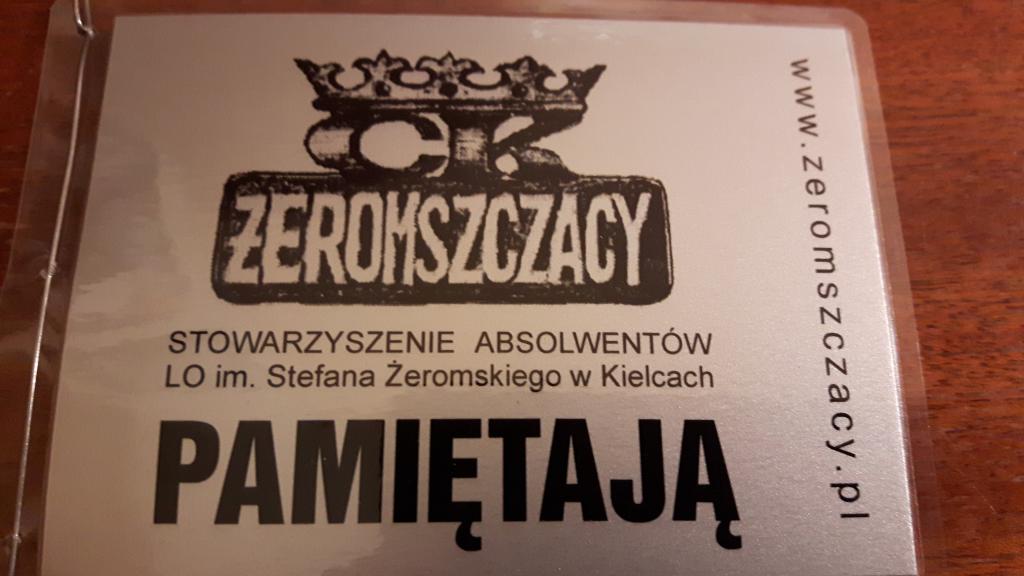 CK
ŻEROMSZCZACY
STOWARZYSZENIE ABSOLWENTÓW
LO im. Stefana Żeromskiego w Kielcach
PAMIĘTAJĄ
www.zeromszczacy.pl